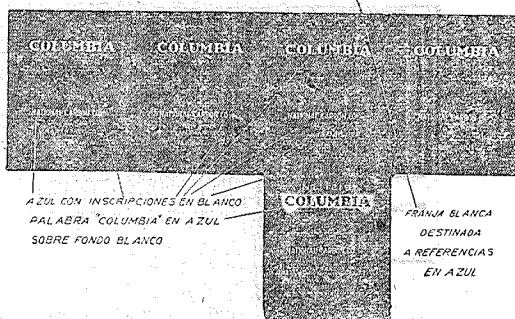 COLUMBIA COLUMBIA COLUMBIA COLUMBIA
COLUMBIA
AZUL CON INSCRIPCIONES EN BLANCO
PALABRA "COLUMBIA" EN AZUL
SOBRE FONDO BLANCO
FRANJA BLANCA
DESTINADA
A REFERENCIAS
EN AZUL